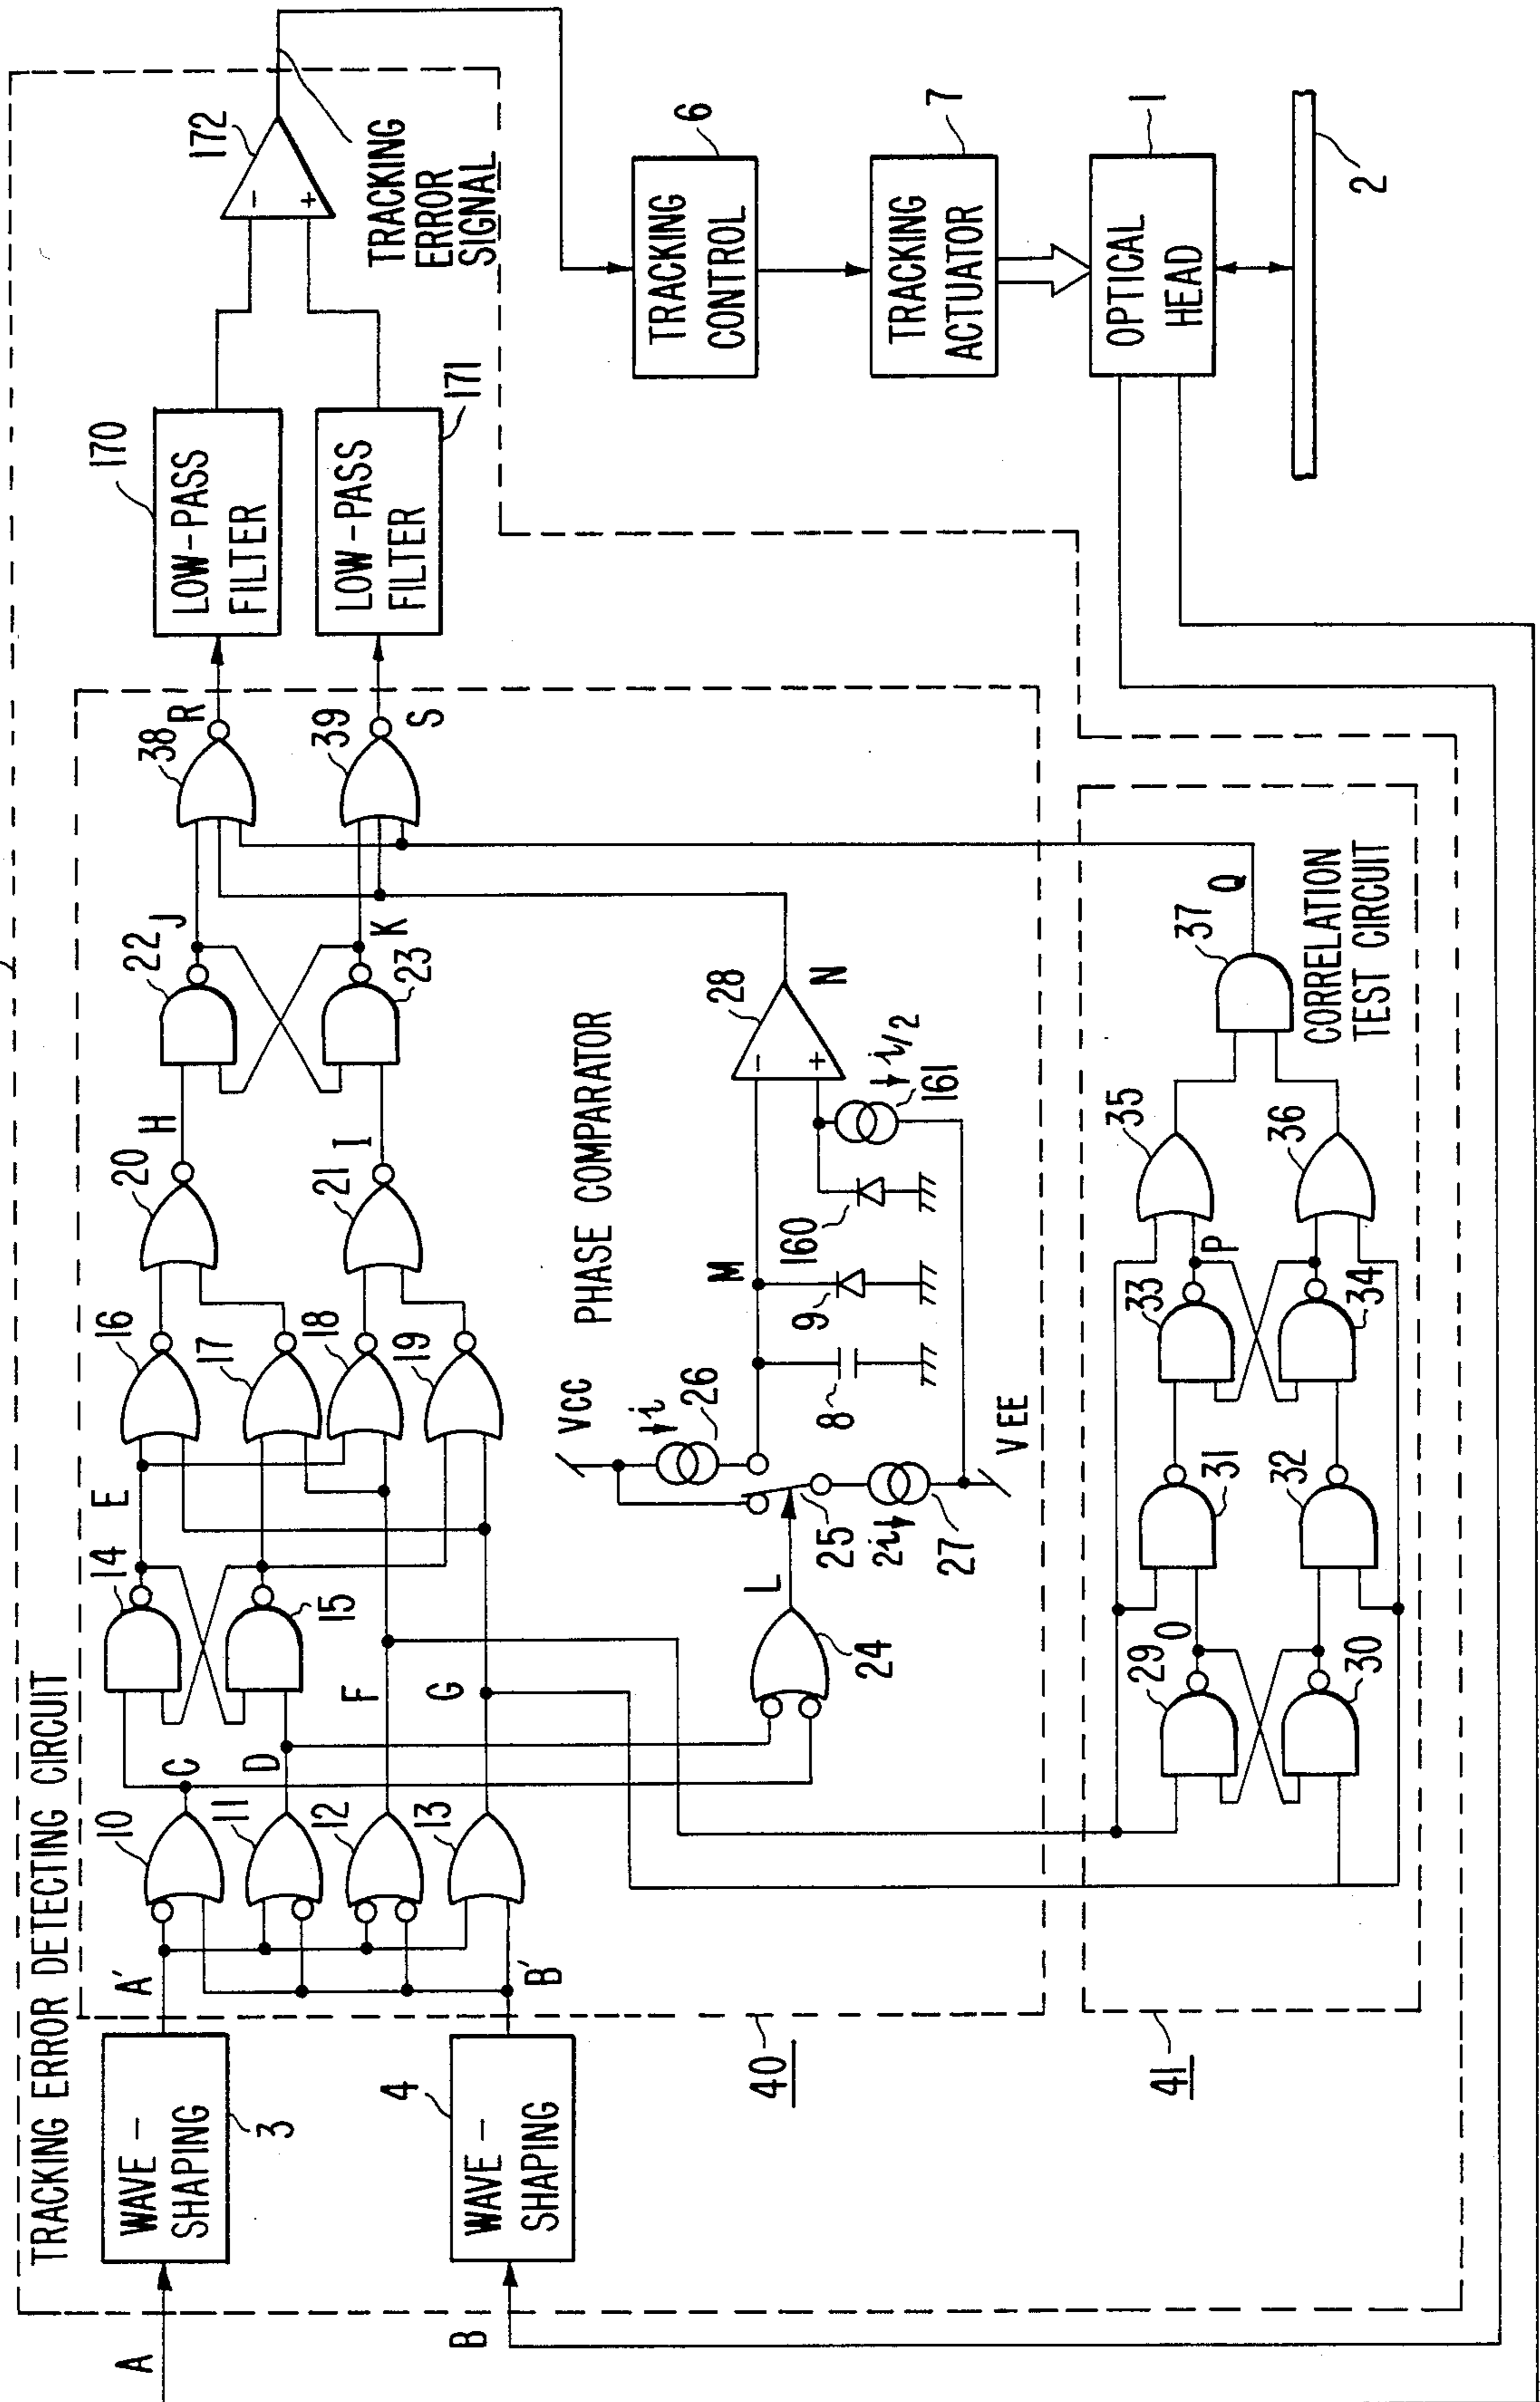 TRACKING ERROR DETECTING CIRCUIT
A
WAVE-
SHAPING
3
B
WAVE-
SHAPING
4
A'
B'
10
11
12
13
C
D
F
G
14
15
E
16
17
18
19
20
21
H
I
22
23
J
K
38
39
R
S
170
LOW-PASS
FILTER
LOW-PASS
FILTER
171
172
-
+
TRACKING
ERROR
SIGNAL
PHASE COMPARATOR
24
L
25
VCC
i
26
2i
27
VEE
8
9
M
160
i/2
161
28
-
+
N
40
41
29
30
O
31
32
33
34
P
35
36
37
Q
CORRELATION
TEST CIRCUIT
TRACKING
CONTROL
6
TRACKING
ACTUATOR
7
OPTICAL
HEAD
1
2